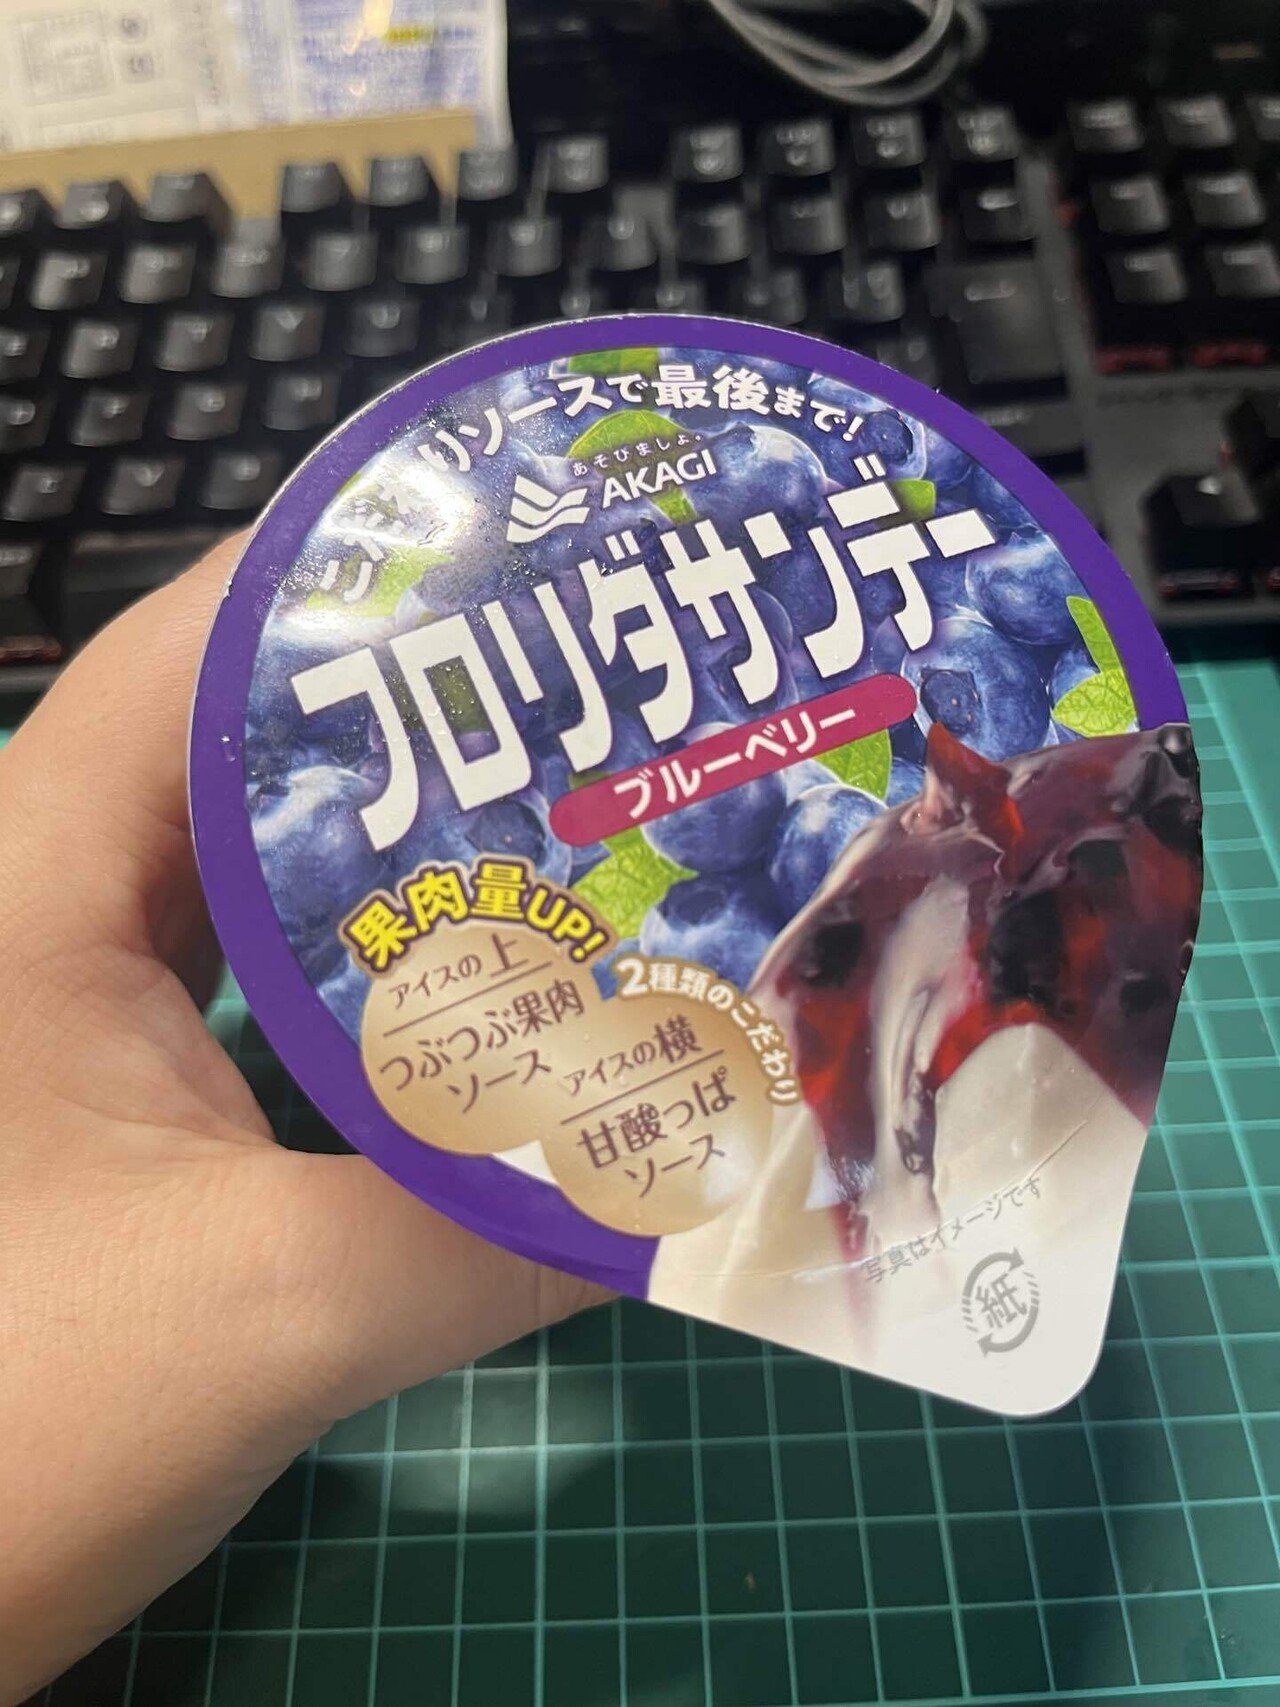 リソースで最後まで!
あそびましょ。
AKAGI
フロリダサンデー
ブルーベリー
果肉量UP!
アイスの上
つぶつぶ果肉
ソース
2種類のこだわり
アイスの横
甘酸っぱ
ソース
写真はイメージです
紙